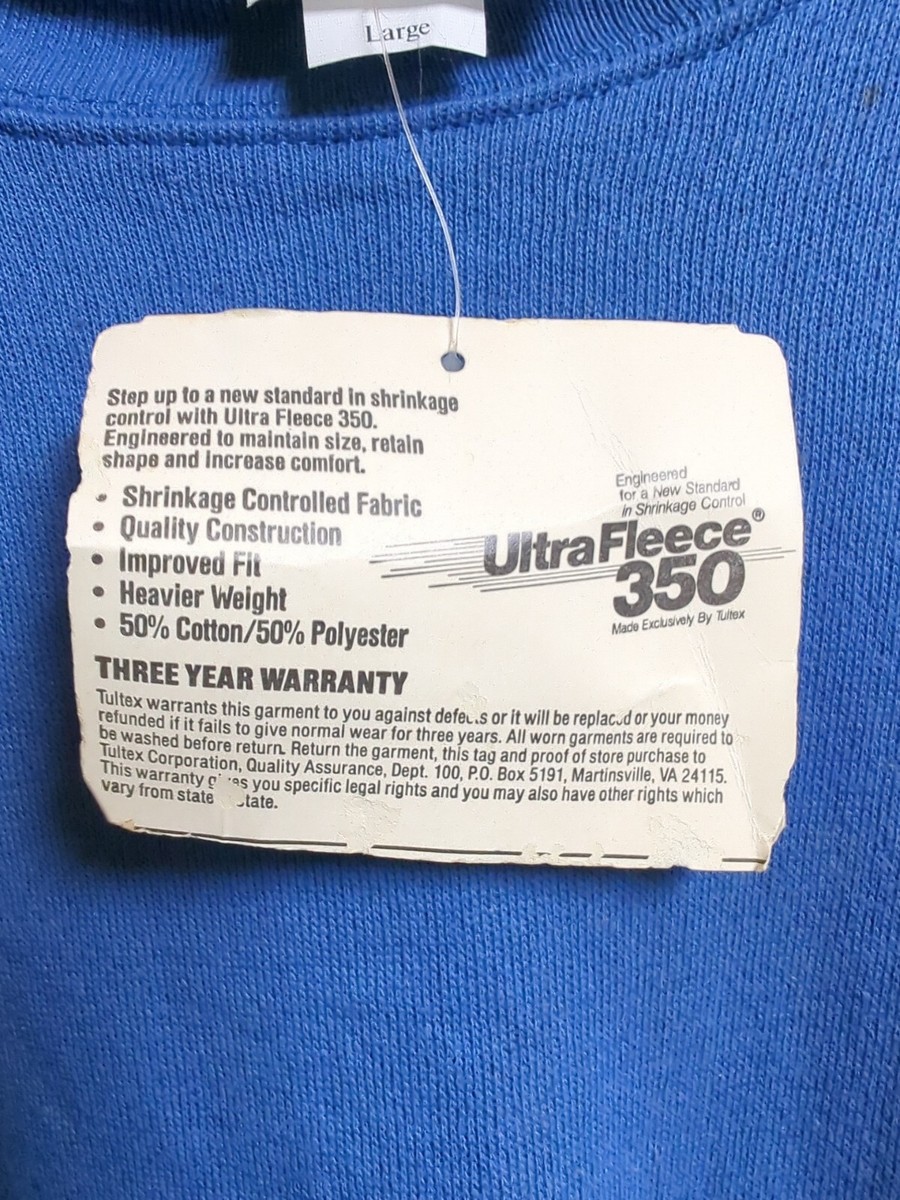 Large
Step up to a new standard in shrinkage
control with Ultra Fleece 350.
Engineered to maintain size, retain
shape and increase comfort.
• Shrinkage Controlled Fabric
• Quality Construction
• Improved Fit
• Heavier Weight
• 50% Cotton/50% Polyester
Engineered
for a New Standard
in Shrinkage Control
UltraFleece®
350
Made Exclusively By Tultex
THREE YEAR WARRANTY
Tultex warrants this garment to you against defects or it will be replaced or your money
refunded if it fails to give normal wear for three years. All worn garments are required to
be washed before return. Return the garment, this tag and proof of store purchase to
Tultex Corporation, Quality Assurance, Dept. 100, P.O. Box 5191, Martinsville, VA 24115.
This warranty gives you specific legal rights and you may also have other rights which
vary from state state.